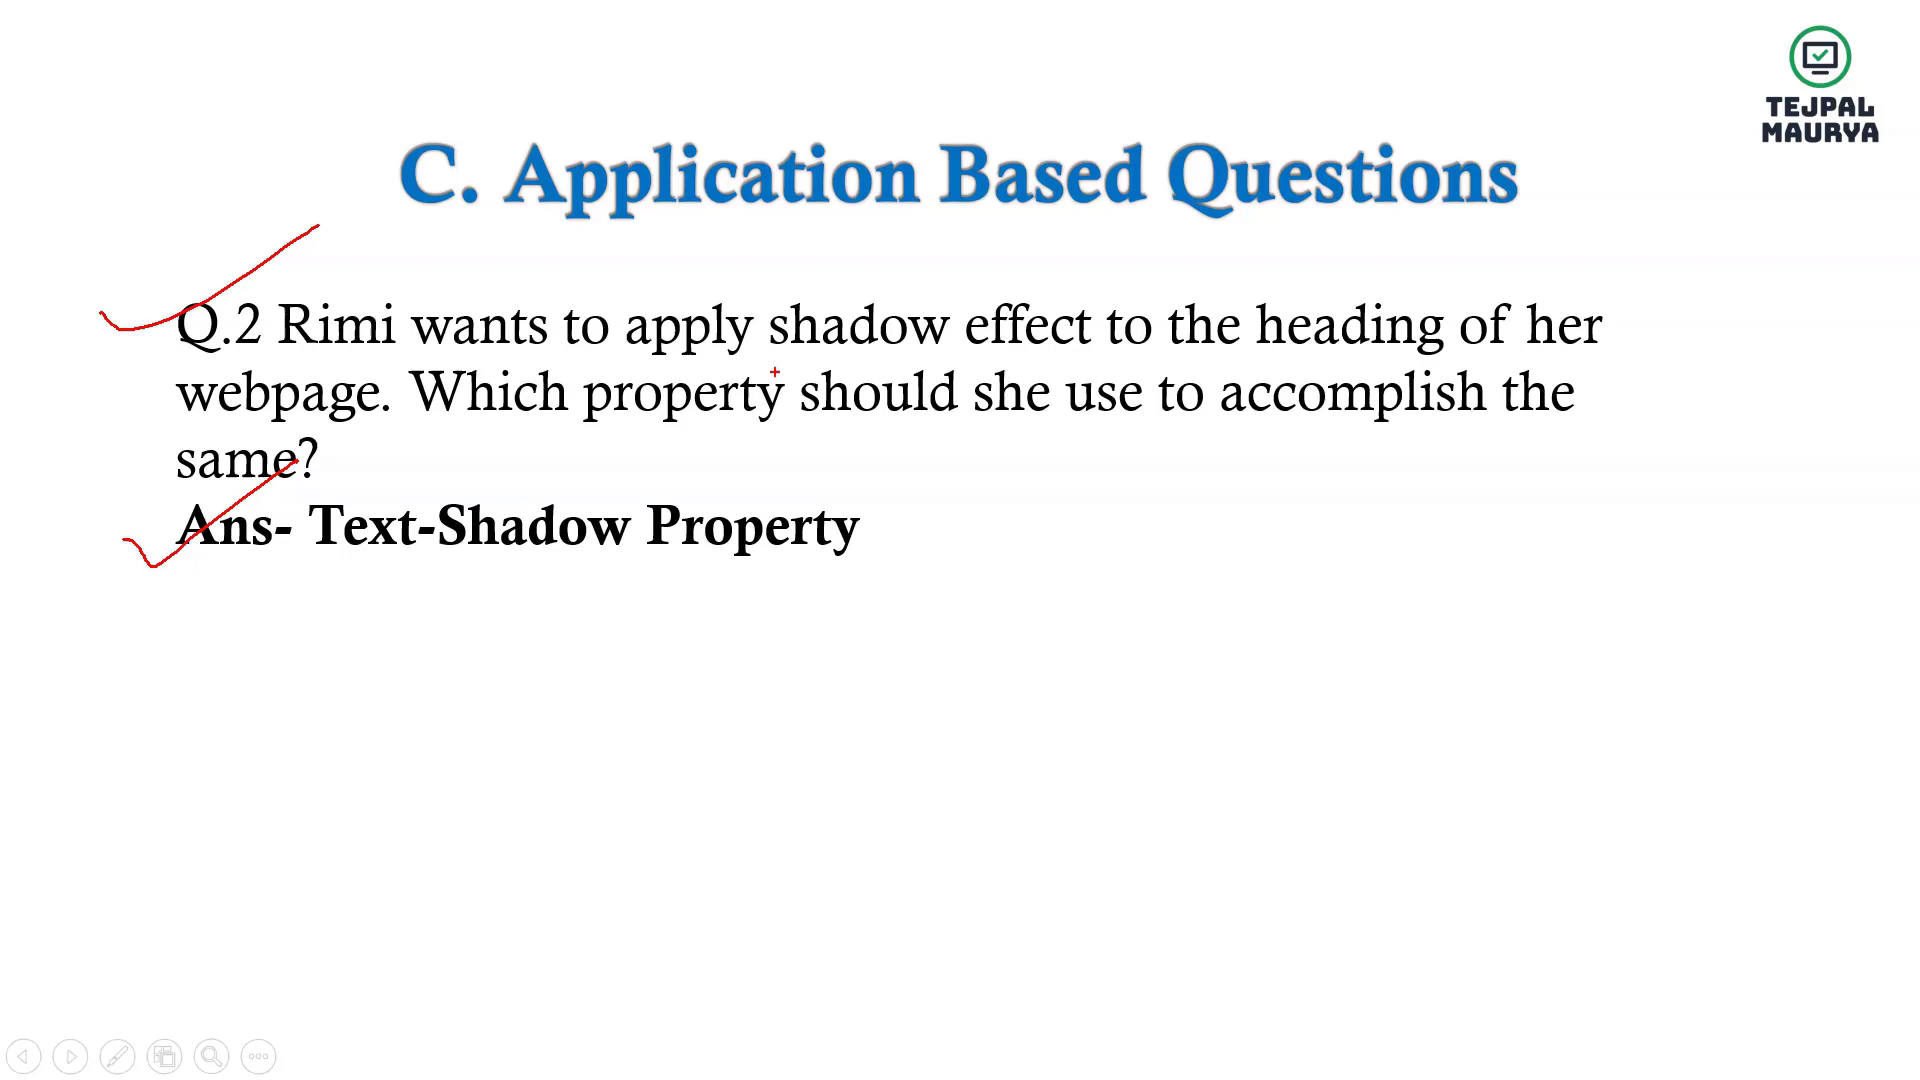 TEJPAL
MAURYA
C. Application Based Questions
Q.2 Rimi wants to apply shadow effect to the heading of her
webpage. Which property should she use to accomplish the
same?
Ans- Text-Shadow Property